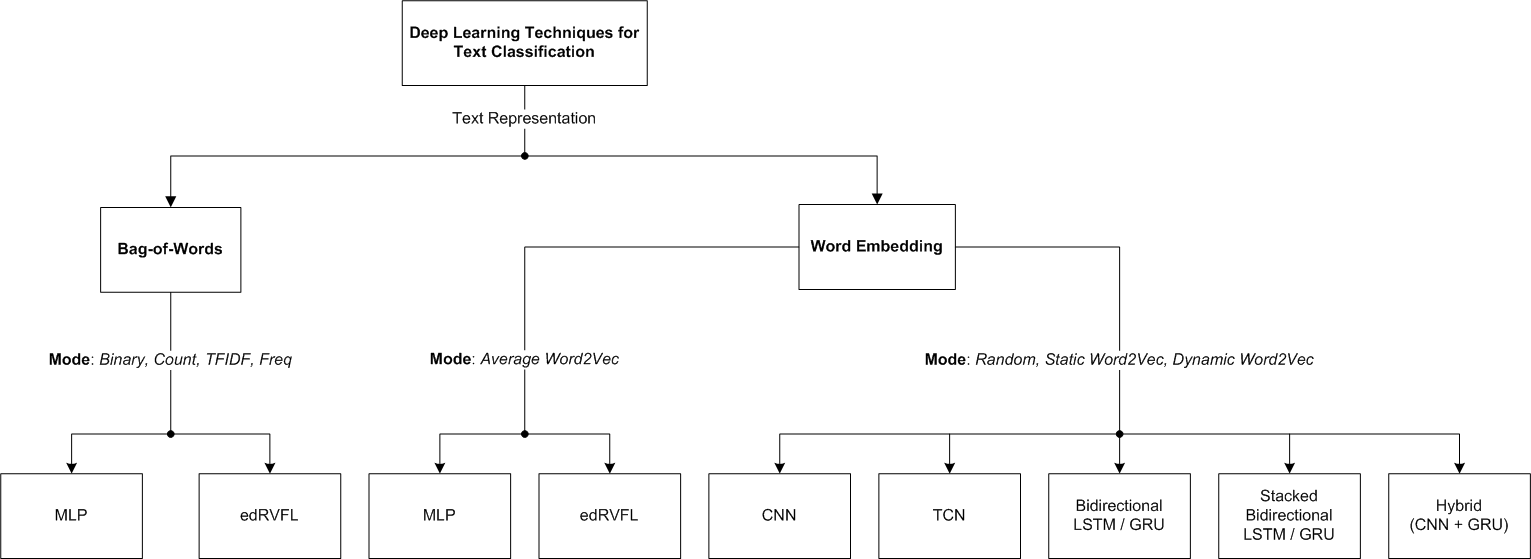 Deep Learning Techniques for
Text Classification
Text Representation
Bag-of-Words
Word Embedding
Mode: Binary, Count, TFIDF, Freq
Mode: Average Word2Vec
Mode: Random, Static Word2Vec, Dynamic Word2Vec
MLP
edRVFL
MLP
edRVFL
CNN
TCN
Bidirectional
LSTM / GRU
Stacked
Bidirectional
LSTM / GRU
Hybrid
(CNN + GRU)